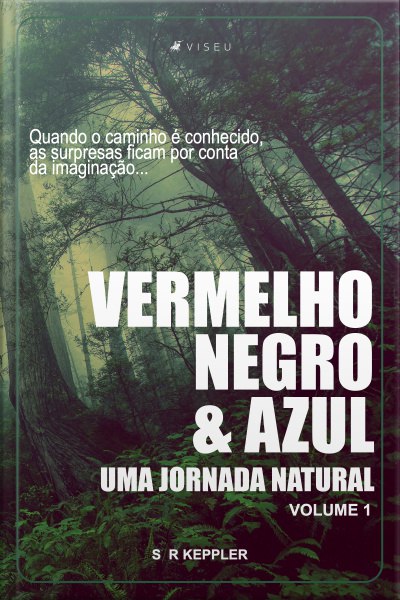 VISEU
Quando o caminho é conhecido,
as surpresas ficam por conta
da imaginação...
VERMELHO
NEGRO
& AZUL
UMA JORNADA NATURAL
VOLUME 1
S R KEPPLER